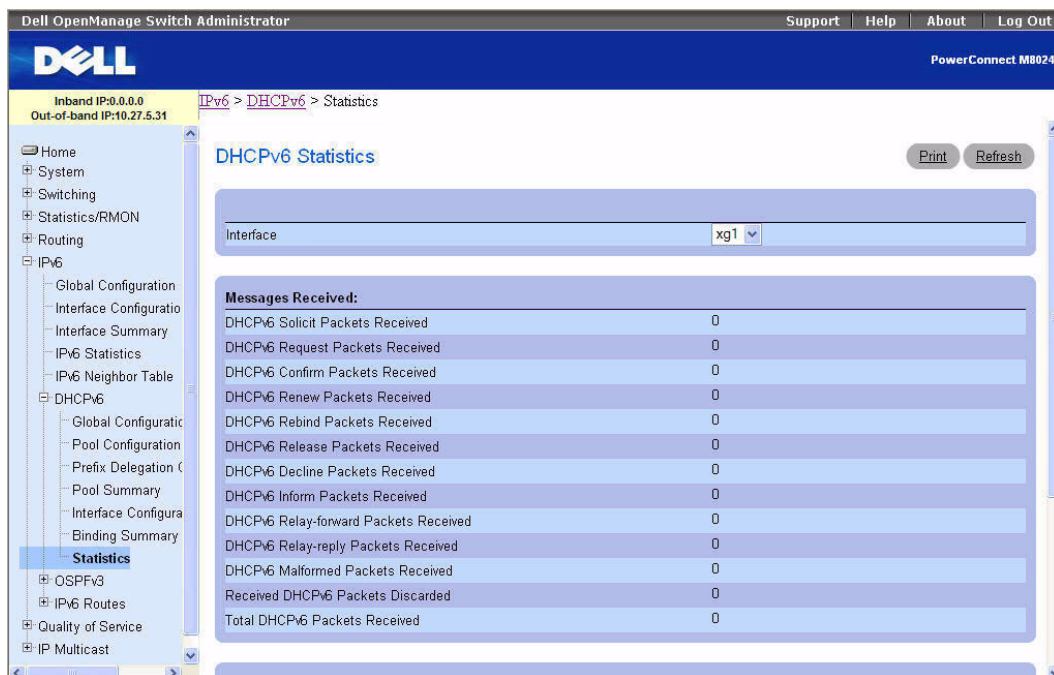 Dell OpenManage Switch Administrator
Support | Help | About | Log Out
DELL
PowerConnect M8024
Inband IP:0.0.0.0
Out-of-band IP:10.27.5.31
IPv6 > DHCPv6 > Statistics
Home
System
Switching
Statistics/RMON
Routing
IPv6
Global Configuration
Interface Configuratio
Interface Summary
IPv6 Statistics
IPv6 Neighbor Table
DHCPv6
Global Configuratic
Pool Configuration
Prefix Delegation C
Pool Summary
Interface Configura
Binding Summary
Statistics
OSPFv3
IPv6 Routes
Quality of Service
IP Multicast
DHCPv6 Statistics
Print Refresh
Interface xg1
Messages Received:
DHCPv6 Solicit Packets Received 0
DHCPv6 Request Packets Received 0
DHCPv6 Confirm Packets Received 0
DHCPv6 Renew Packets Received 0
DHCPv6 Rebind Packets Received 0
DHCPv6 Release Packets Received 0
DHCPv6 Decline Packets Received 0
DHCPv6 Inform Packets Received 0
DHCPv6 Relay-forward Packets Received 0
DHCPv6 Relay-reply Packets Received 0
DHCPv6 Malformed Packets Received 0
Received DHCPv6 Packets Discarded 0
Total DHCPv6 Packets Received 0